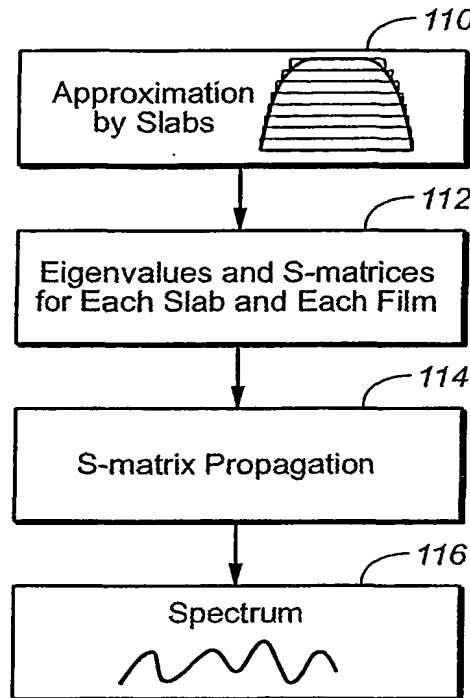 110
Approximation
by Slabs
112
Eigenvalues and S-matrices
for Each Slab and Each Film
114
S-matrix Propagation
116
Spectrum